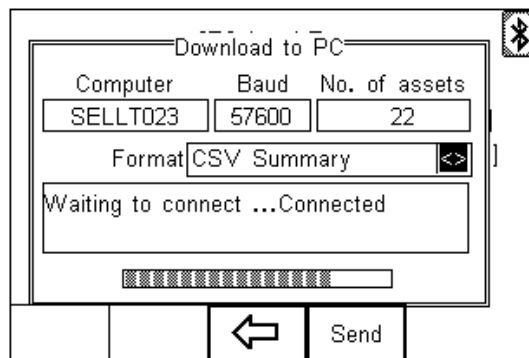 Download to PC
Computer Baud No. of assets
SELLT023 57600 22
Format CSV Summary <>
Waiting to connect ...Connected
Send